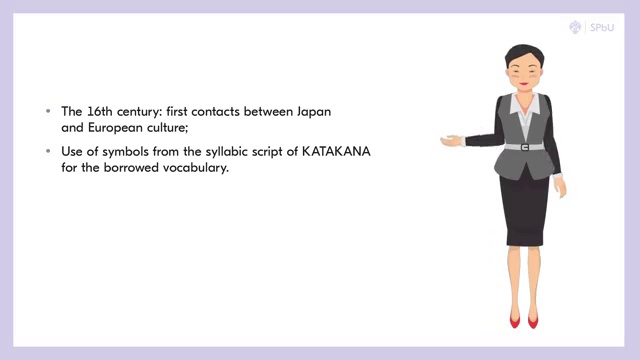 SPbU
• The 16th century: first contacts between Japan
and European culture;
• Use of symbols from the syllabic script of KATAKANA
for the borrowed vocabulary.